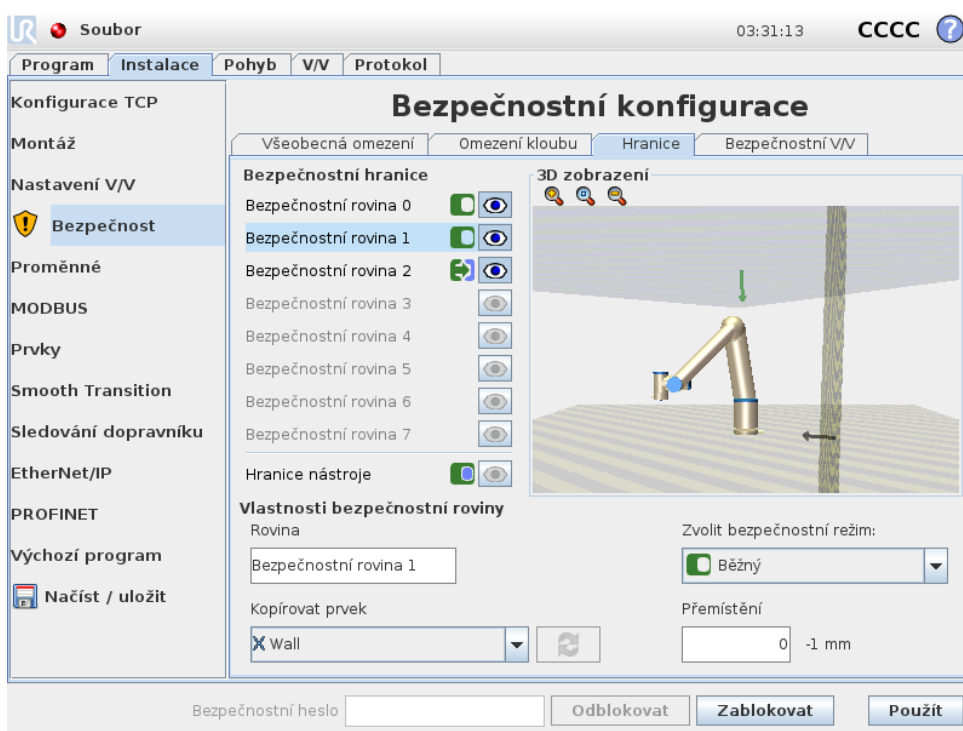 UR Soubor 03:31:13 CCCC ?
Program Instalace Pohyb V/V Protokol
Konfigurace TCP
Montáž
Nastavení V/V
Bezpečnost
Proměnné
MODBUS
Prvky
Smooth Transition
Sledování dopravníku
EtherNet/IP
PROFINET
Výchozí program
Načíst / uložit
Bezpečnostní konfigurace
Všeobecná omezení Omezení kloubu Hranice Bezpečnostní V/V
Bezpečnostní hranice
Bezpečnostní rovina 0
Bezpečnostní rovina 1
Bezpečnostní rovina 2
Bezpečnostní rovina 3
Bezpečnostní rovina 4
Bezpečnostní rovina 5
Bezpečnostní rovina 6
Bezpečnostní rovina 7
Hranice nástroje
3D zobrazení
Vlastnosti bezpečnostní roviny
Rovina
Bezpečnostní rovina 1
Zvolit bezpečnostní režim:
Běžný
Kopírovat prvek
Wall
Přemístění
0 -1 mm
Bezpečnostní heslo Odblokovat Zablokovat Použít